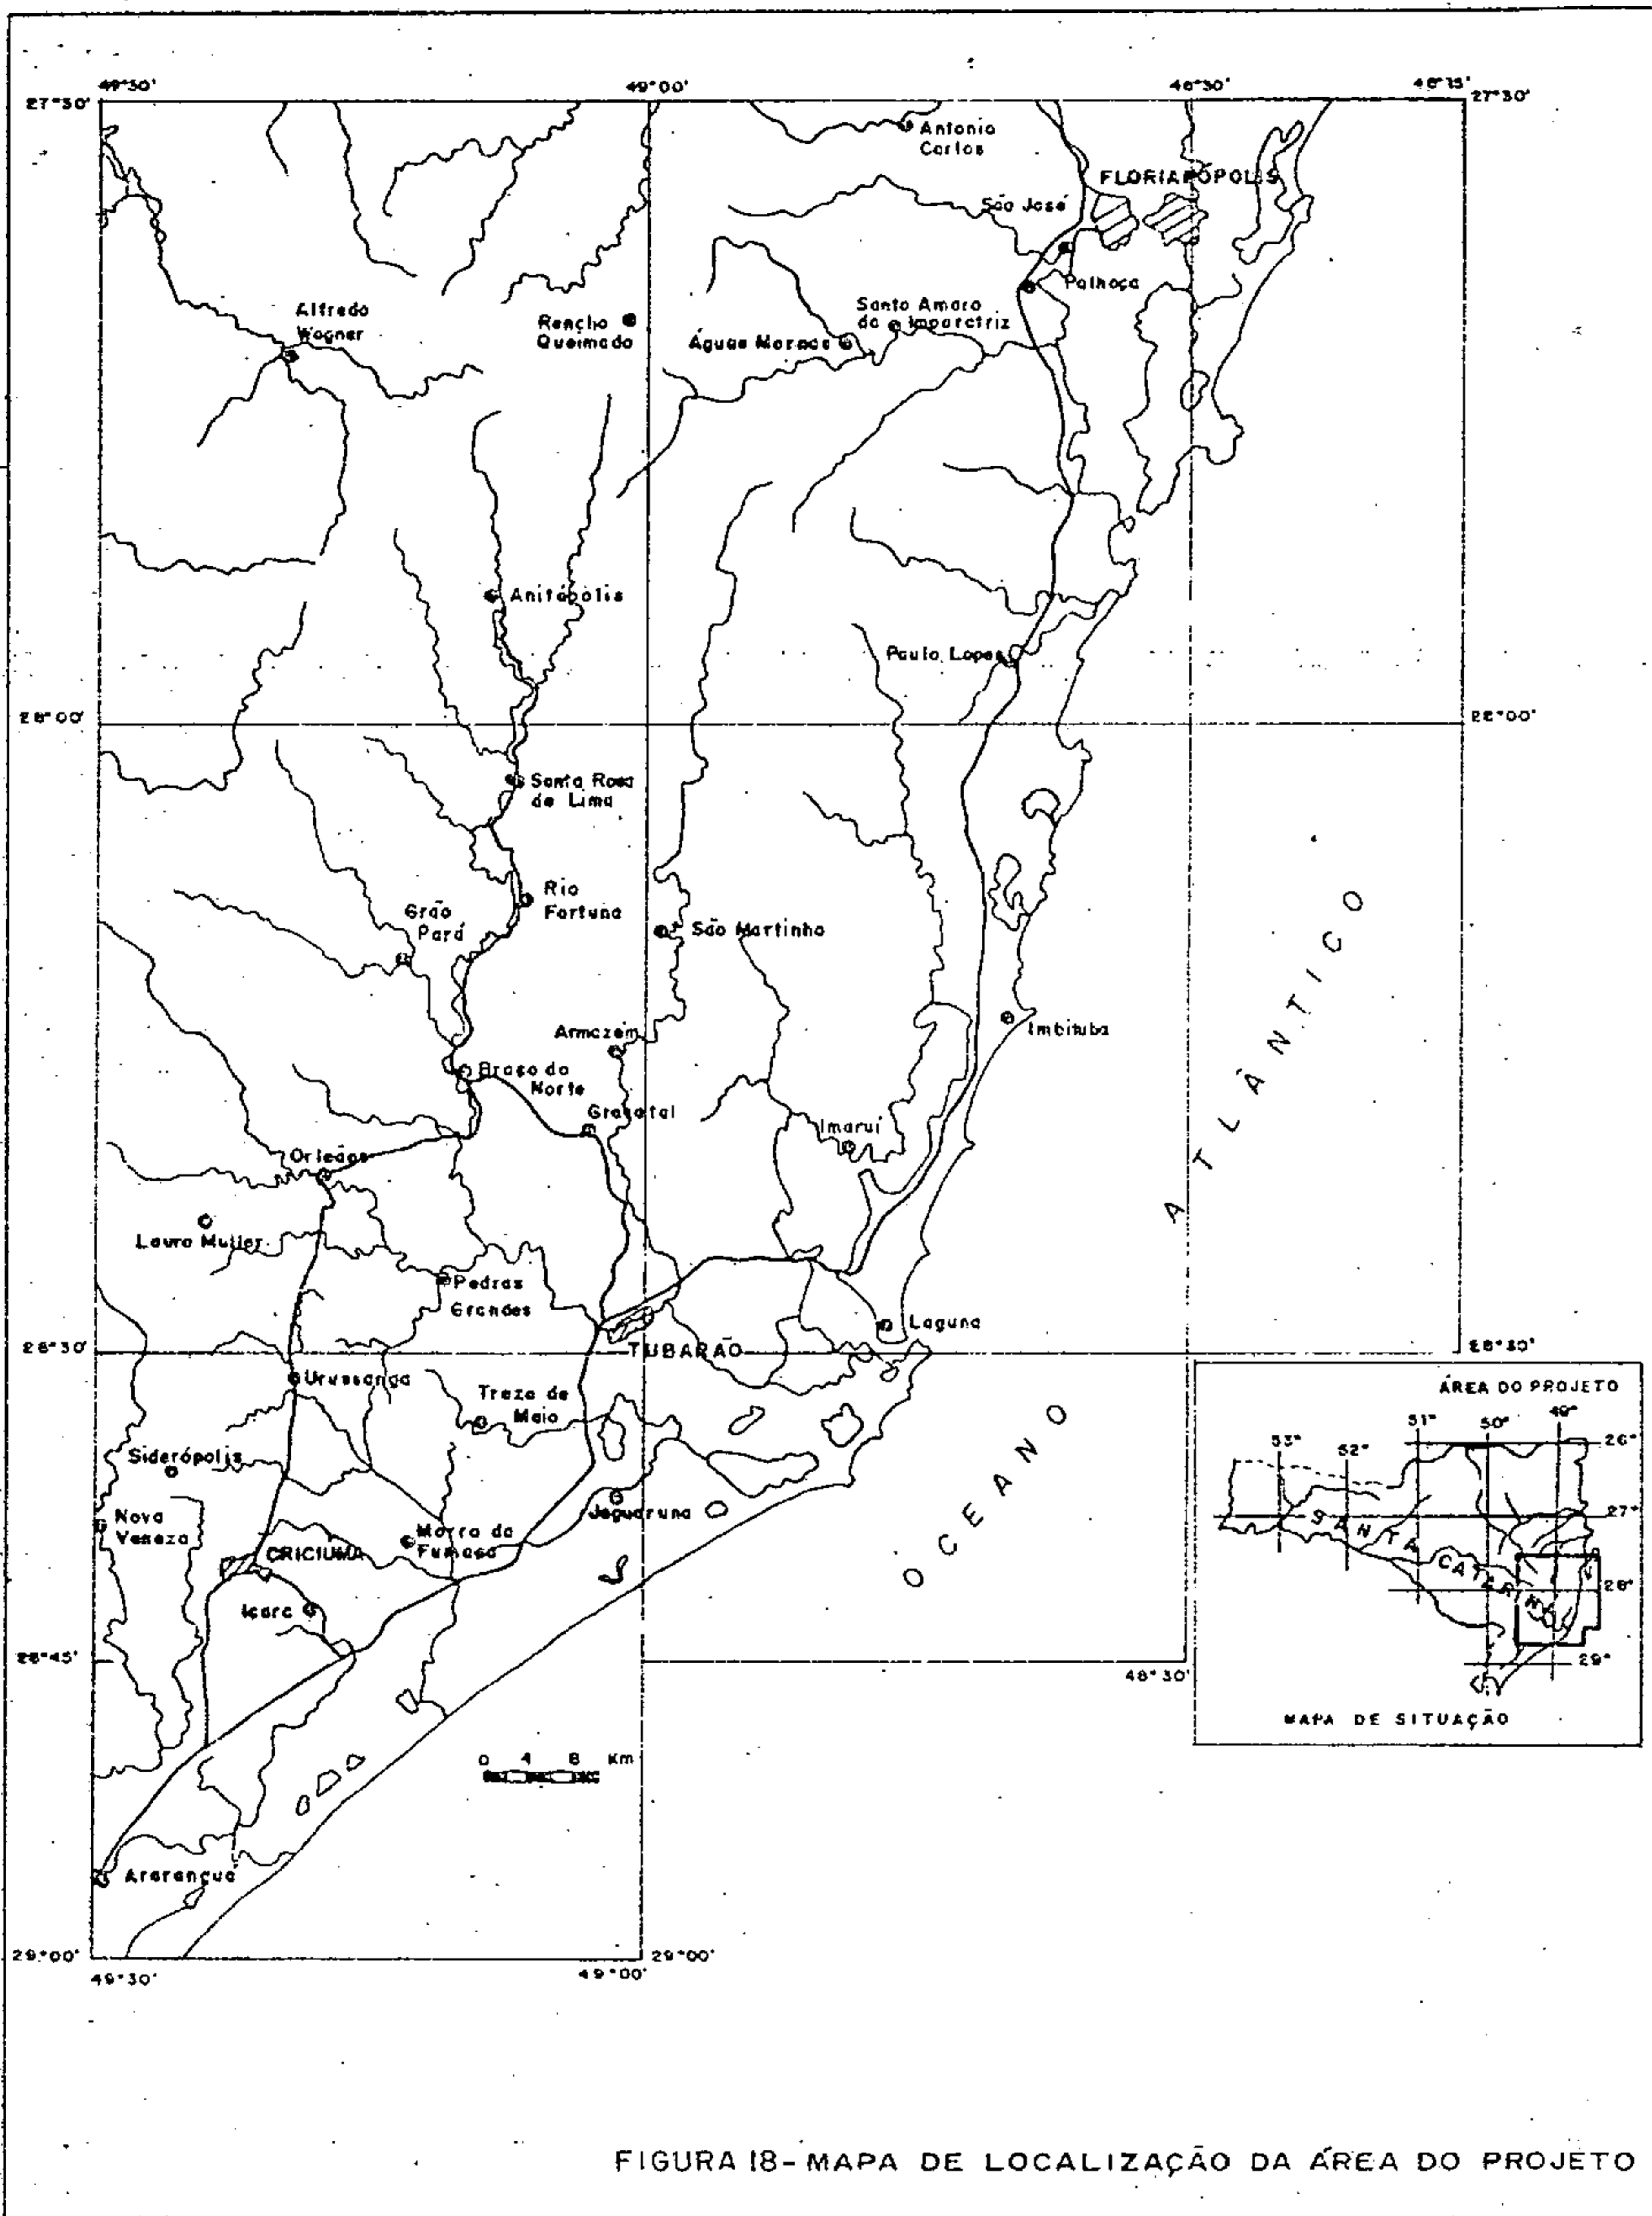 49°30'
49°00'
48°30'
48°15'
27°30'
27°30'
Antonio
Carlos
FLORIANÓPOLIS
São José
Palhoça
Alfredo
Wagner
Rancho
Queimado
Santo Amaro
da Imperatriz
Águas Mornas
Anitápolis
Paulo Lopes
28°00'
28°00'
Santa Rosa
de Lima
Rio
Fortuna
Grão
Pará
São Martinho
Armazém
Imbituba
Braço do
Norte
Gravatal
Imaruí
Orleães
Lauro Muller
Pedras
Grandes
Laguna
28°30'
TUBARÃO
28°30'
Urussanga
Treze de
Maio
Siderópolis
Nova
Veneza
Jaguaruna
Morro da
Fumaça
CRICIUMA
Içara
OCEANO
ATLÂNTICO
28°45'
48°30'
0 4 8 Km
Araranguá
29°00'
29°00'
49°30'
49°00'
ÁREA DO PROJETO
53°
52°
51°
50°
49°
26°
27°
28°
29°
SANTA CATARINA
MAPA DE SITUAÇÃO
FIGURA 18- MAPA DE LOCALIZAÇÃO DA ÁREA DO PROJETO